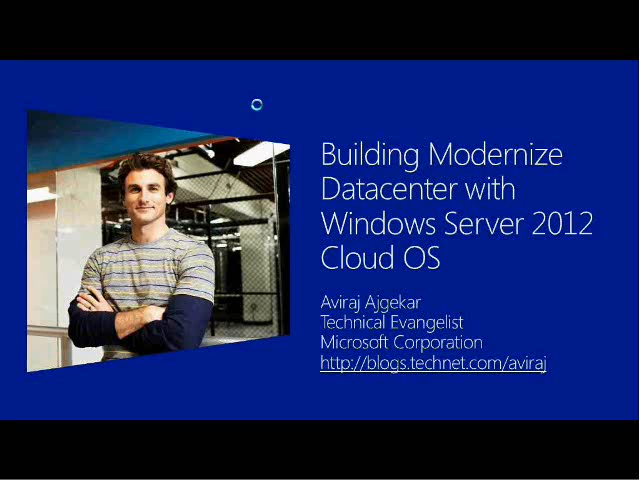 Building Modernize
Datacenter with
Windows Server 2012
Cloud OS
Aviraj Ajgekar
Technical Evangelist
Microsoft Corporation
http://blogs.technet.com/aviraj